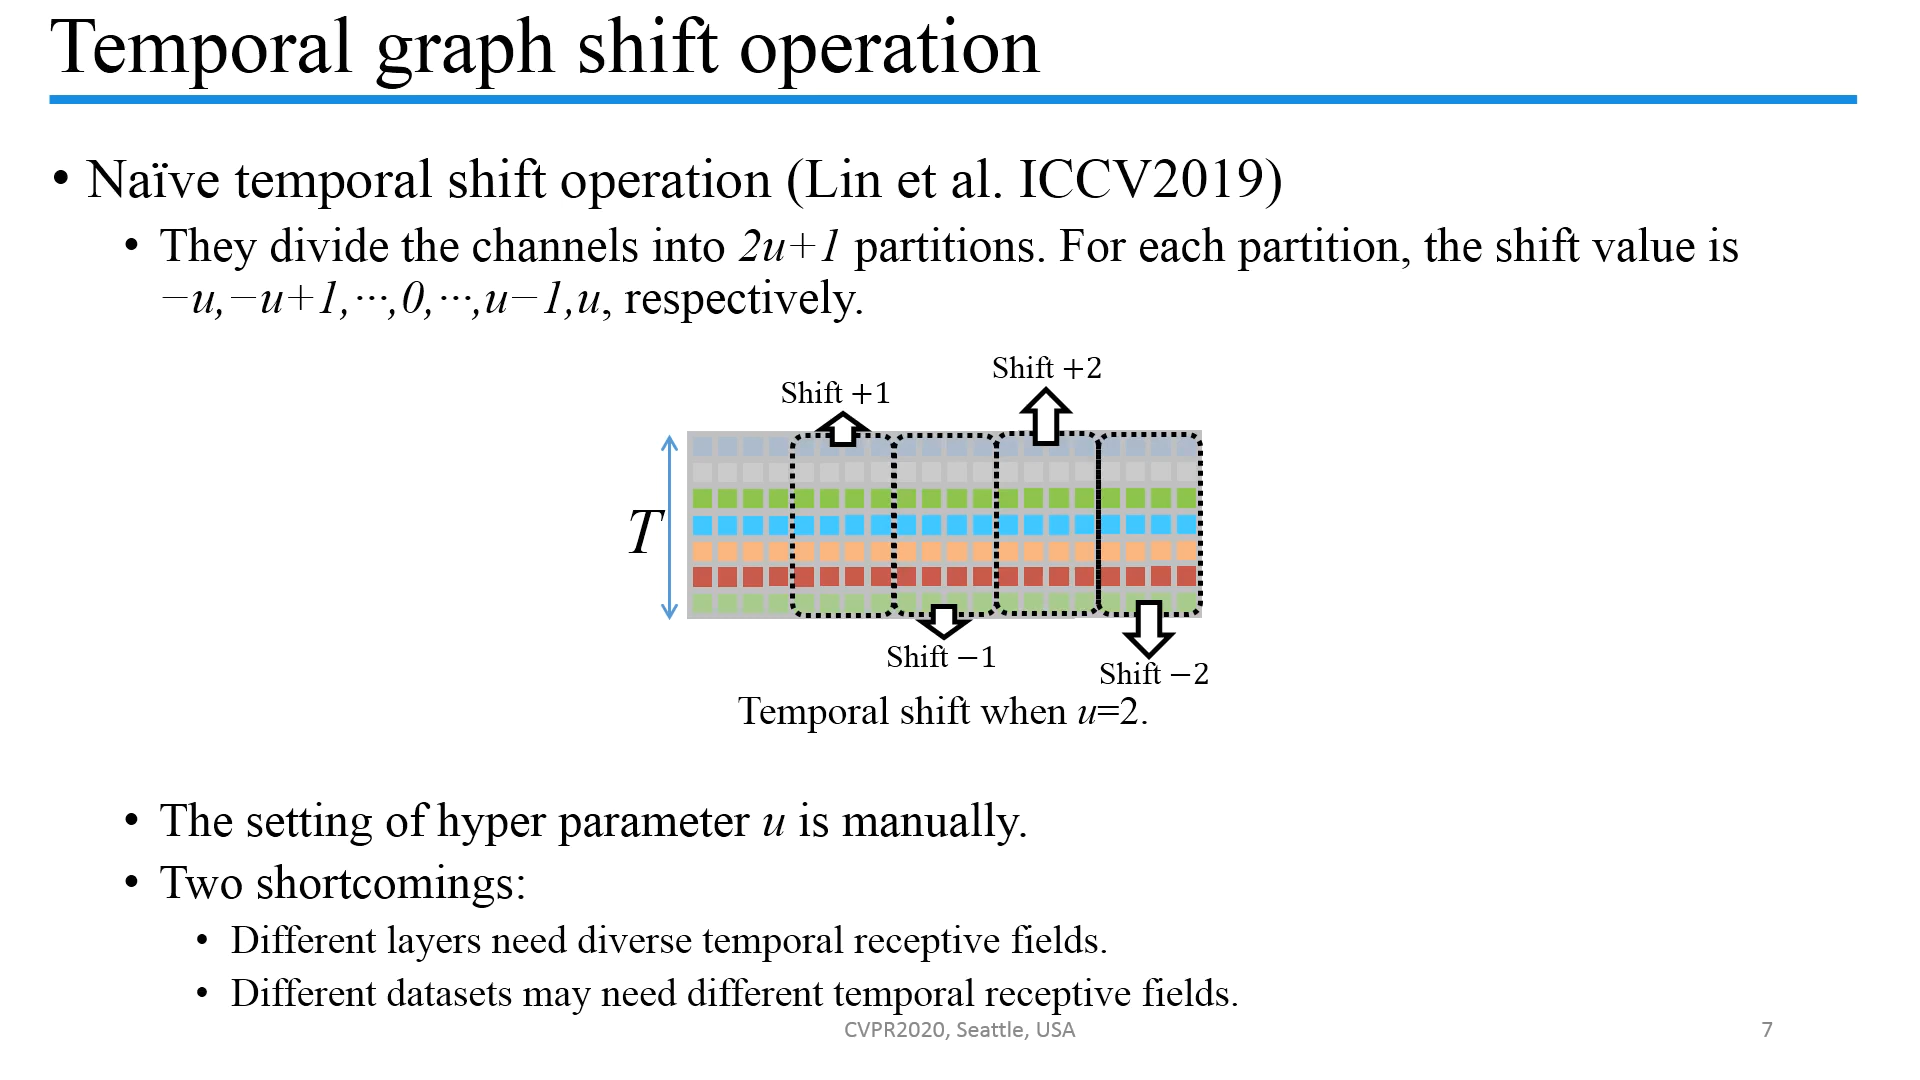 Temporal graph shift operation
• Naïve temporal shift operation (Lin et al. ICCV2019)
• They divide the channels into 2u+1 partitions. For each partition, the shift value is
−u,−u+1,⋯,0,⋯,u−1,u, respectively.
Shift +2
Shift +1
T
Shift −1
Shift −2
Temporal shift when u=2.
• The setting of hyper parameter u is manually.
• Two shortcomings:
• Different layers need diverse temporal receptive fields.
• Different datasets may need different temporal receptive fields.
CVPR2020, Seattle, USA
7